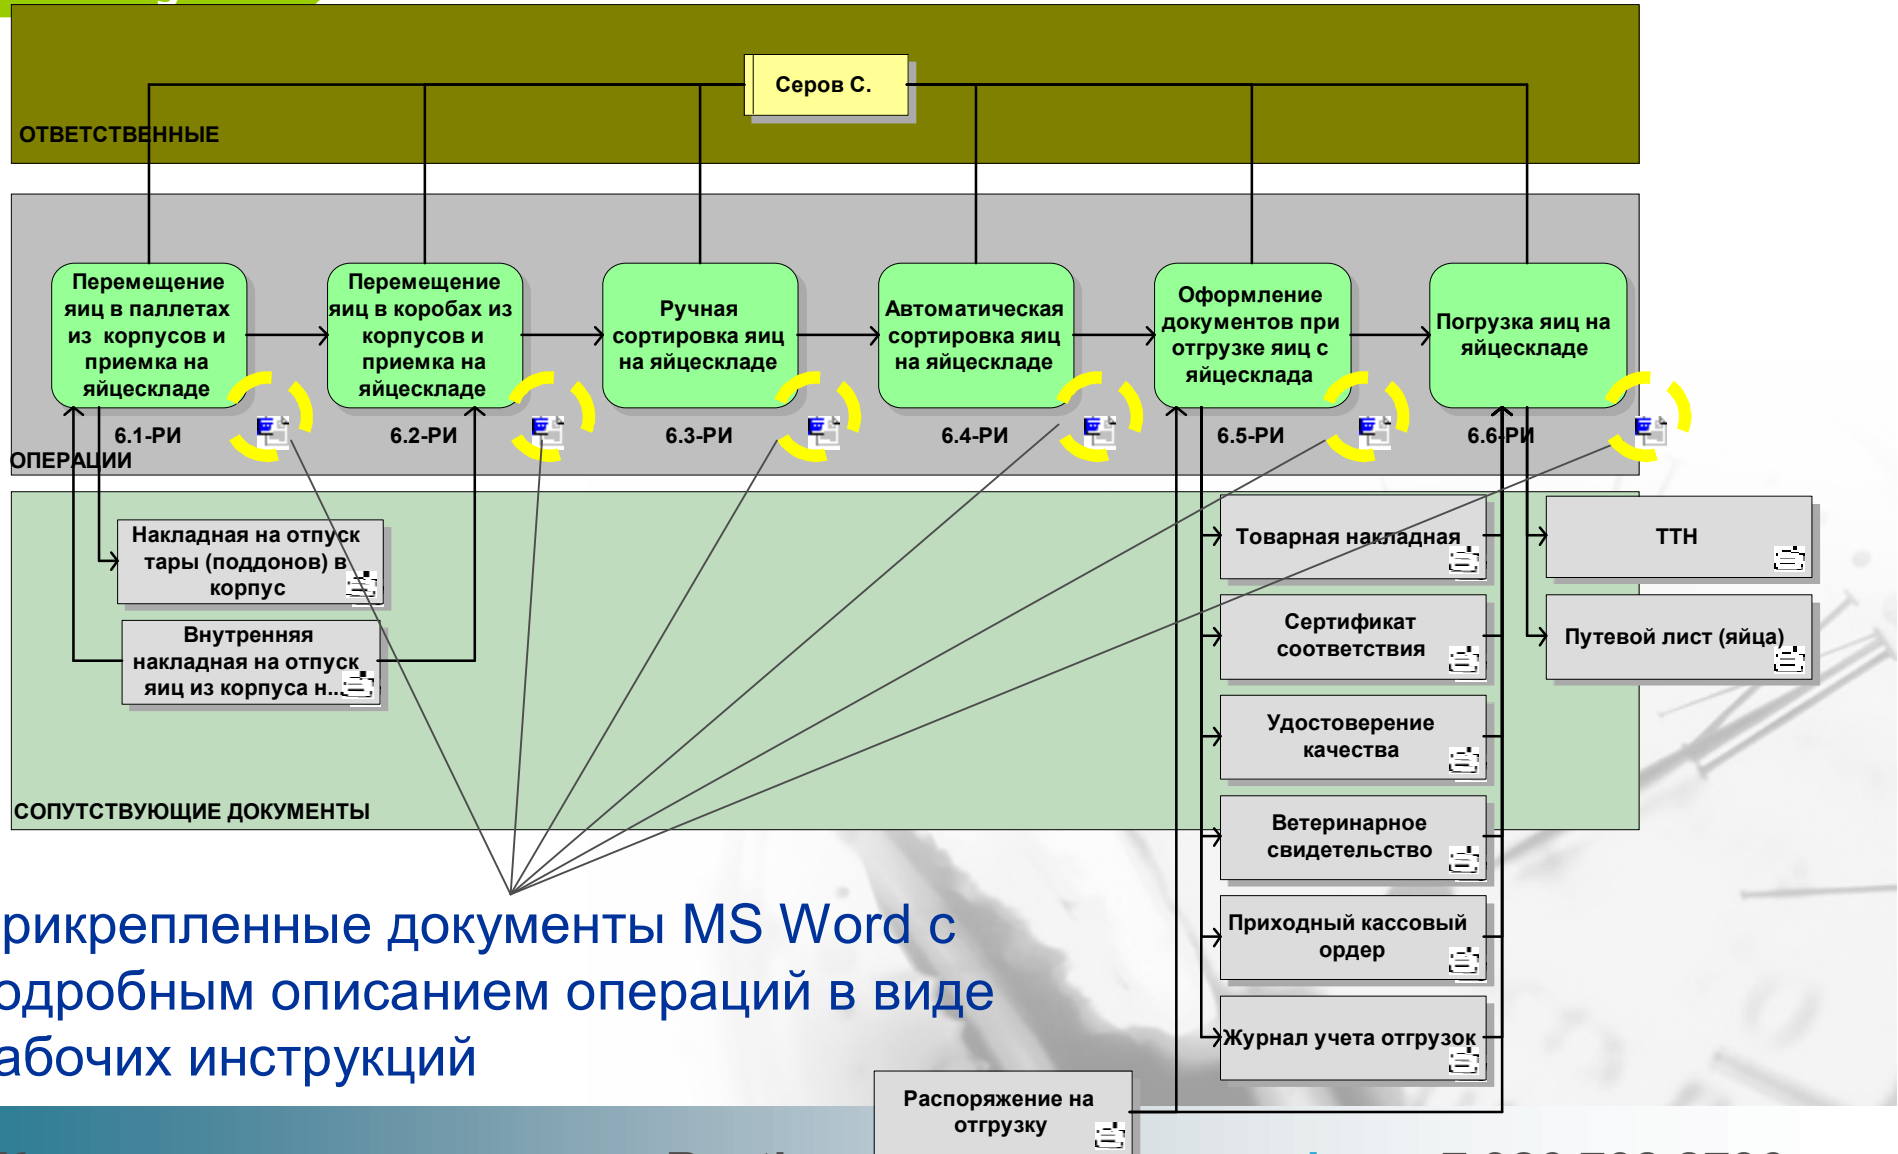 Серов С.
ОТВЕТСТВЕННЫЕ
Перемещение
яиц в паллетах
из корпусов и
приемка на
яйцескладе
Перемещение
яиц в коробах из
корпусов и
приемка на
яйцескладе
Ручная
сортировка яиц
на яйцескладе
Автоматическая
сортировка яиц
на яйцескладе
Оформление
документов при
отгрузке яиц с
яйцесклада
Погрузка яиц на
яйцескладе
6.1-РИ
6.2-РИ
6.3-РИ
6.4-РИ
6.5-РИ
6.6-РИ
ОПЕРАЦИИ
Накладная на отпуск
тары (поддонов) в
корпус
Внутренняя
накладная на отпуск
яиц из корпуса н...
Товарная накладная
Сертификат
соответствия
Удостоверение
качества
Ветеринарное
свидетельство
Приходный кассовый
ордер
Журнал учета отгрузок
ТТН
Путевой лист (яйца)
СОПУТСТВУЮЩИЕ ДОКУМЕНТЫ
рикрепленные документы MS Word с
одробным описанием операций в виде
абочих инструкций
Распоряжение на
отгрузку